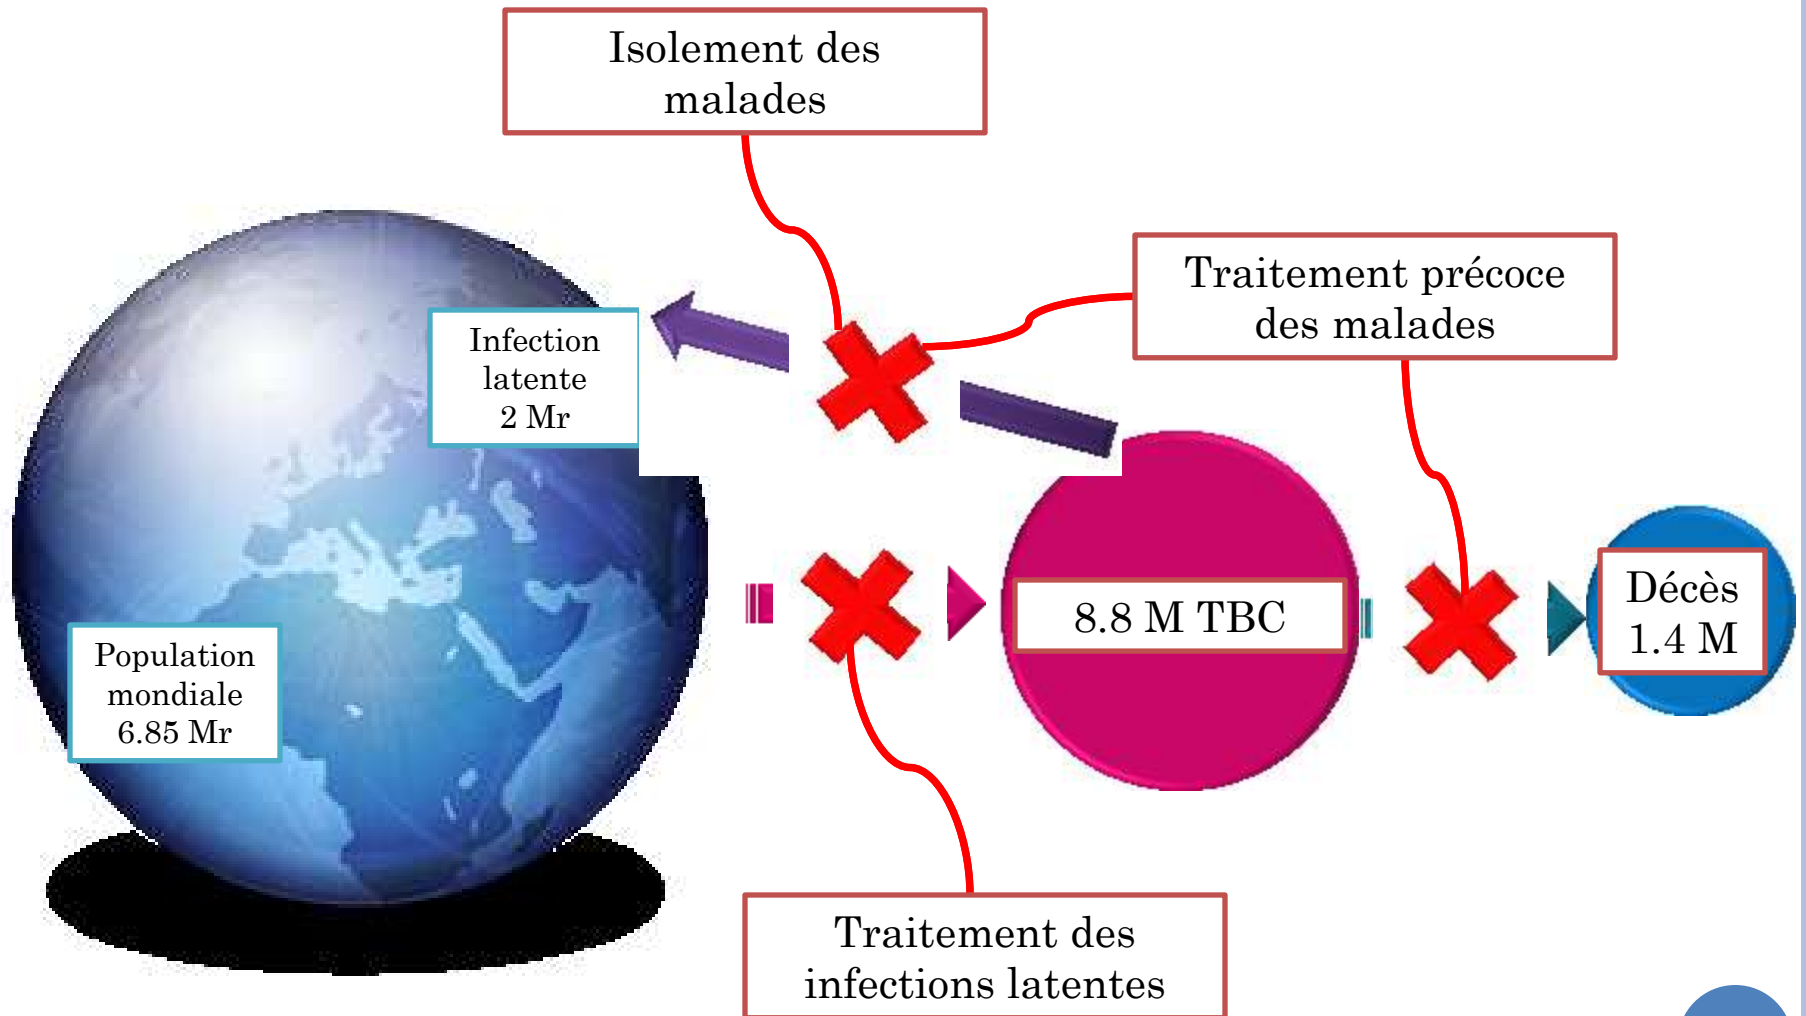 Isolement des
malades
Traitement précoce
des malades
Infection
latente
2 Mr
Population
mondiale
6.85 Mr
8.8 M TBC
Décès
1.4 M
Traitement des
infections latentes